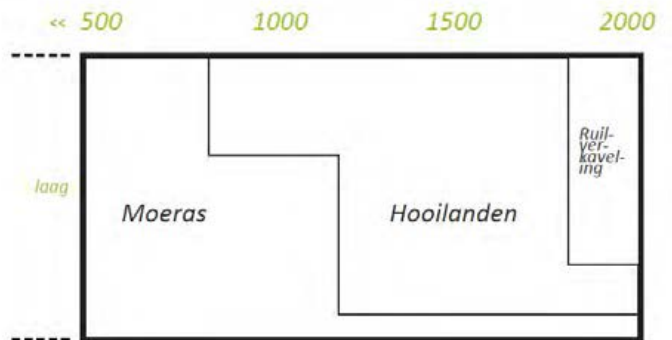 << 500 1000 1500 2000
Ruil-
ver-
kavel-
ing
laag
Moeras Hooilanden